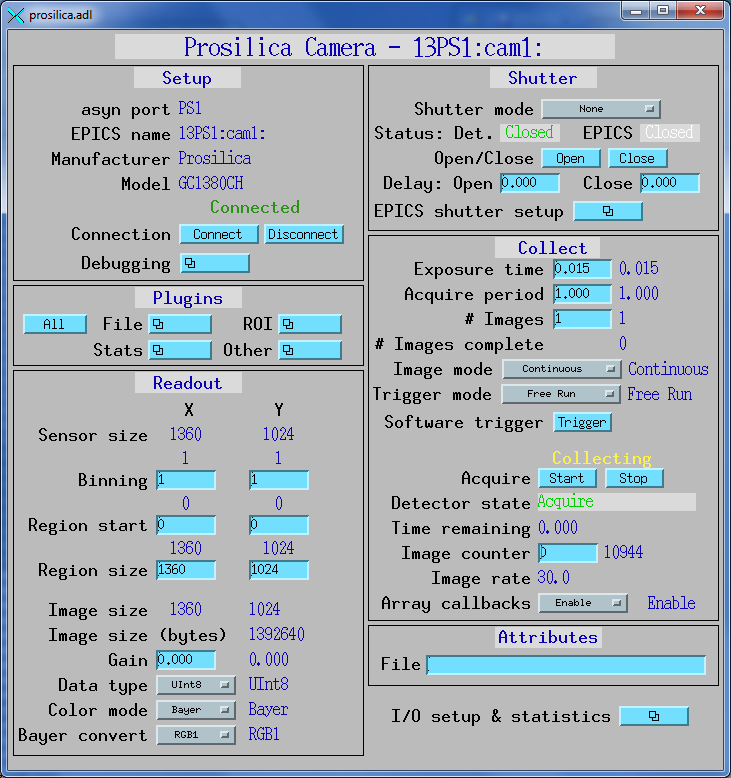 prosilica.adl
Prosilica Camera - 13PS1:cam1:
Setup
asyn port PS1
EPICS name 13PS1:cam1:
Manufacturer Prosilica
Model GC1380CH
Connected
Connection Connect Disconnect
Debugging
Plugins
All File ROI
Stats Other
Readout
X Y
Sensor size 1360 1024
1 1
Binning 1 1
0 0
Region start 0 0
1360 1024
Region size 1360 1024
Image size 1360 1024
Image size (bytes) 1392640
Gain 0.000 0.000
Data type UInt8 UInt8
Color mode Bayer Bayer
Bayer convert RGB1 RGB1
Shutter
Shutter mode None
Status: Det. Closed EPICS Closed
Open/Close Open Close
Delay: Open 0.000 Close 0.000
EPICS shutter setup
Collect
Exposure time 0.015 0.015
Acquire period 1.000 1.000
# Images 1 1
# Images complete 0
Image mode Continuous Continuous
Trigger mode Free Run Free Run
Software trigger Trigger
Collecting
Acquire Start Stop
Detector state Acquire
Time remaining 0.000
Image counter 0 10944
Image rate 30.0
Array callbacks Enable Enable
Attributes
File
I/O setup & statistics